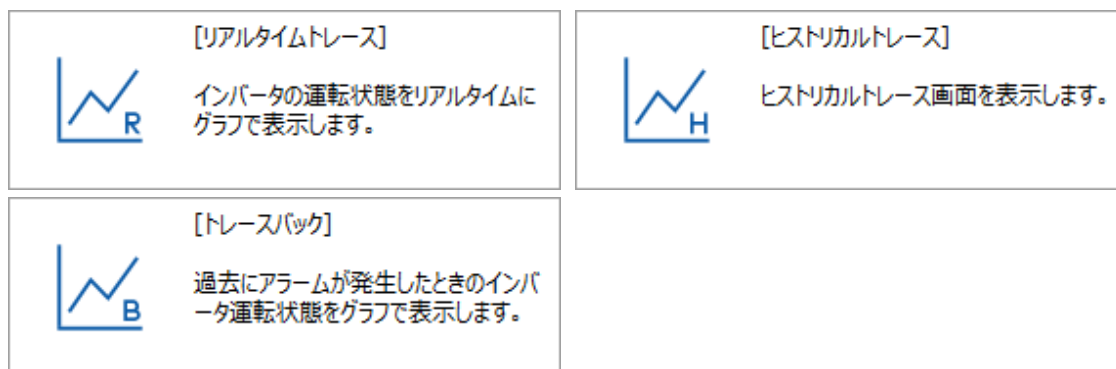 [リアルタイムトレース]
インバータの運転状態をリアルタイムに
グラフで表示します。
R
[ヒストリカルトレース]
ヒストリカルトレース画面を表示します。
H
[トレースバック]
過去にアラームが発生したときのインバ
ータ運転状態をグラフで表示します。
B